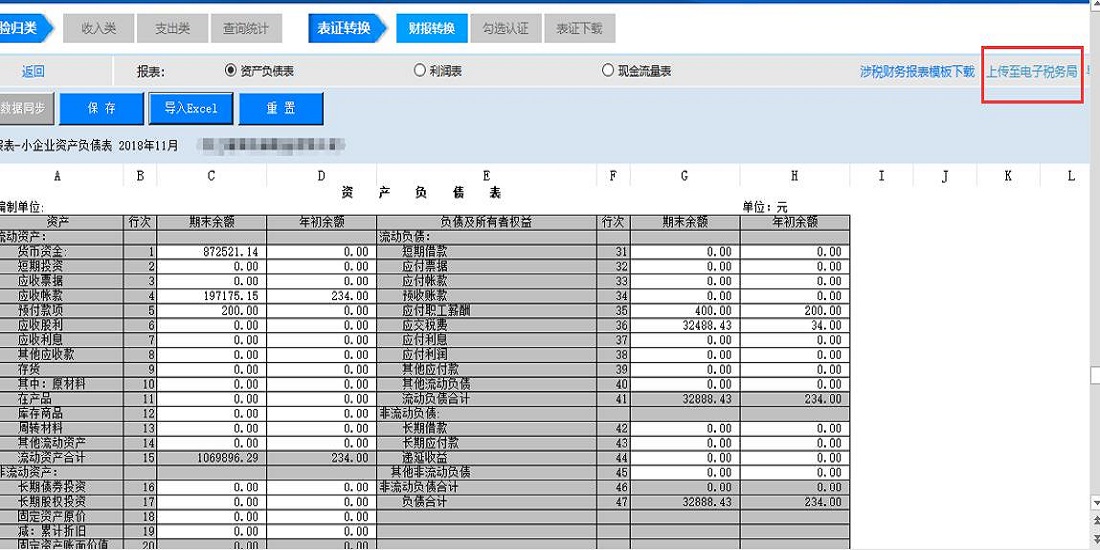 验归类 收入类 支出类 查询统计 表证转换 财报转换 勾选认证 表证下载
返回 报表: 资产负债表 利润表 现金流量表 涉税财务报表模板下载 上传至电子税务局
数据同步 保 存 导入Excel 重 置
报表-小企业资产负债表 2018年11月
A B C D E F G H I J K L
资 产 负 债 表
编制单位: 单位: 元
资产 行次 期末余额 年初余额 负债及所有者权益 行次 期末余额 年初余额
流动资产: 流动负债:
货币资金: 1 872521.14 0.00 短期借款 31 0.00 0.00
短期投资 2 0.00 0.00 应付票据 32 0.00 0.00
应收票据 3 0.00 0.00 应付帐款 33 0.00 0.00
应收帐款 4 197175.15 234.00 预收账款 34 0.00 0.00
预付款项 5 200.00 0.00 应付职工薪酬 35 400.00 200.00
应收股利 6 0.00 0.00 应交税费 36 32488.43 34.00
应收利息 7 0.00 0.00 应付利息 37 0.00 0.00
其他应收款 8 0.00 0.00 应付利润 38 0.00 0.00
存货 9 0.00 0.00 其他应付款 39 0.00 0.00
其中: 原材料 10 0.00 0.00 其他流动负债 40 0.00 0.00
在产品 11 0.00 0.00 流动负债合计 41 32888.43 234.00
库存商品 12 0.00 0.00 非流动负债:
周转材料 13 0.00 0.00 长期借款 42 0.00 0.00
其他流动资产 14 0.00 0.00 长期应付款 43 0.00 0.00
流动资产合计 15 1069896.29 234.00 递延收益 44 0.00 0.00
非流动资产: 其他非流动负债 45 0.00 0.00
长期债券投资 16 0.00 0.00 非流动负债合计 46 0.00 0.00
长期股权投资 17 0.00 0.00 负债合计 47 32888.43 234.00
固定资产原价 18 0.00 0.00
减: 累计折旧 19 0.00 0.00
固定资产账面价值 20 0.00 0.00